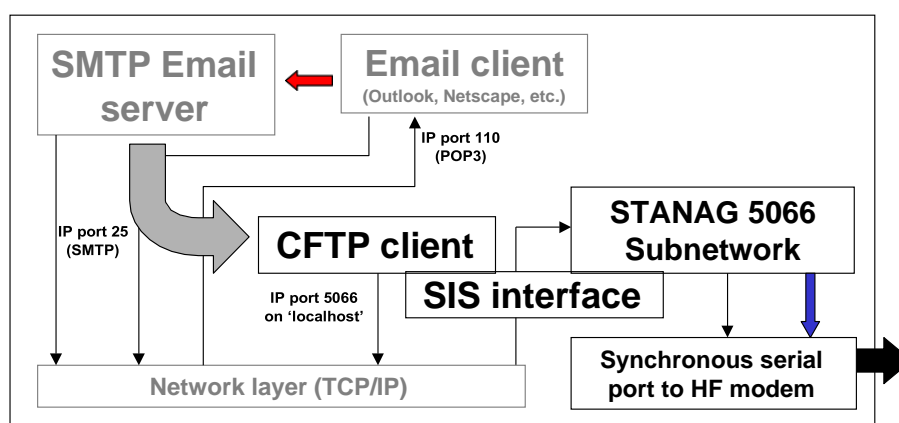 SMTP Email
server
Email client
(Outlook, Netscape, etc.)
IP port 110
(POP3)
IP port 25
(SMTP)
CFTP client
STANAG 5066
Subnetwork
SIS interface
IP port 5066
on ‘localhost’
Network layer (TCP/IP)
Synchronous serial
port to HF modem